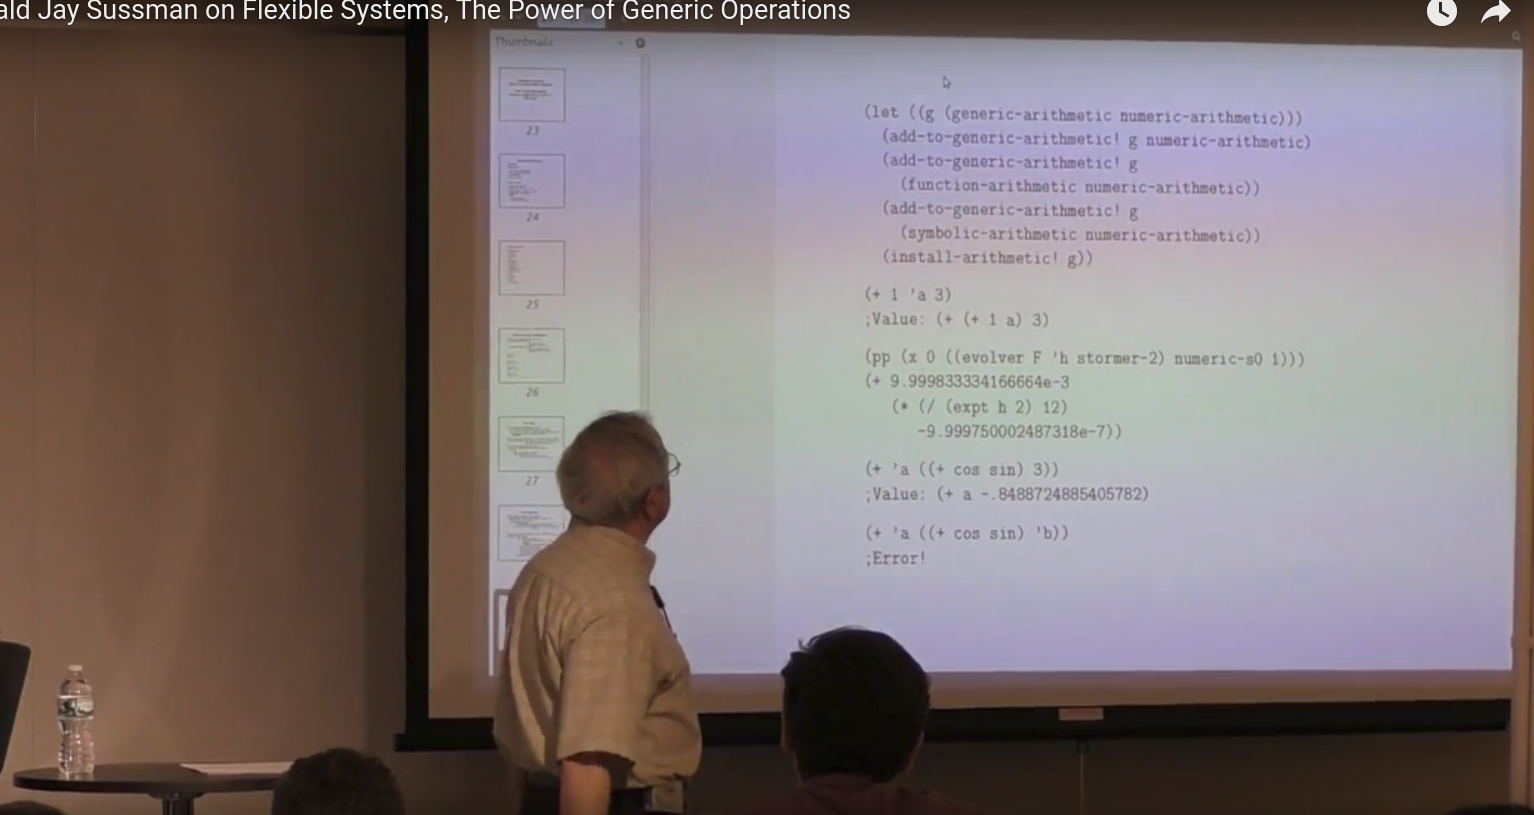 ald Jay Sussman on Flexible Systems, The Power of Generic Operations
Thumbnails
23
24
25
26
27
(let ((g (generic-arithmetic numeric-arithmetic)))
(add-to-generic-arithmetic! g numeric-arithmetic)
(add-to-generic-arithmetic! g
(function-arithmetic numeric-arithmetic))
(add-to-generic-arithmetic! g
(symbolic-arithmetic numeric-arithmetic))
(install-arithmetic! g))
(+ 1 'a 3)
;Value: (+ (+ 1 a) 3)
(pp (x 0 ((evolver F 'h stormer-2) numeric-s0 1)))
(+ 9.999833334166664e-3
(* (/ (expt h 2) 12)
-9.999750002487318e-7))
(+ 'a ((+ cos sin) 3))
;Value: (+ a -.8488724885405782)
(+ 'a ((+ cos sin) 'b))
;Error!